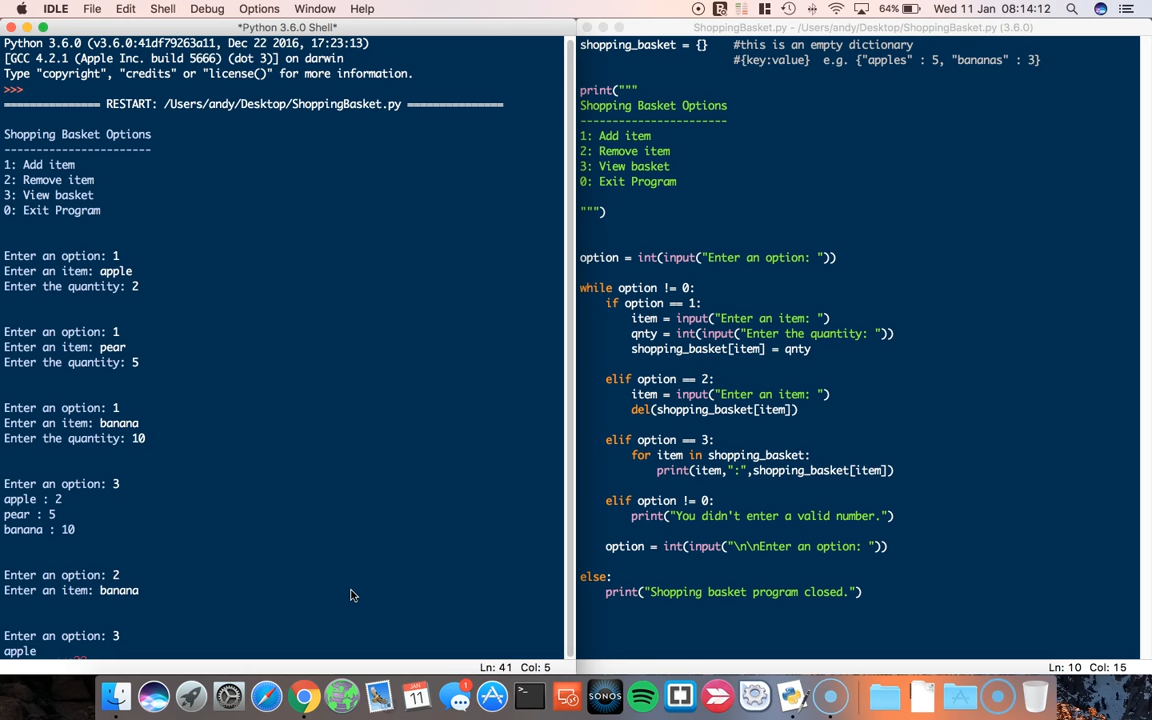 IDLE File Edit Shell Debug Options Window Help 64% Wed 11 Jan 08:14:12
*Python 3.6.0 Shell*
Python 3.6.0 (v3.6.0:41df79263a11, Dec 22 2016, 17:23:13)
[GCC 4.2.1 (Apple Inc. build 5666) (dot 3)] on darwin
Type "copyright", "credits" or "license()" for more information.
>>>
================ RESTART: /Users/andy/Desktop/ShoppingBasket.py ================
Shopping Basket Options
-----------------------
1: Add item
2: Remove item
3: View basket
0: Exit Program
Enter an option: 1
Enter an item: apple
Enter the quantity: 2
Enter an option: 1
Enter an item: pear
Enter the quantity: 5
Enter an option: 1
Enter an item: banana
Enter the quantity: 10
Enter an option: 3
apple : 2
pear : 5
banana : 10
Enter an option: 2
Enter an item: banana
Enter an option: 3
apple
Ln: 41 Col: 5
ShoppingBasket.py - /Users/andy/Desktop/ShoppingBasket.py (3.6.0)
shopping_basket = {} #this is an empty dictionary
#{key:value} e.g. {"apples" : 5, "bananas" : 3}
print("""
Shopping Basket Options
-----------------------
1: Add item
2: Remove item
3: View basket
0: Exit Program
""")
option = int(input("Enter an option: "))
while option != 0:
if option == 1:
item = input("Enter an item: ")
qnty = int(input("Enter the quantity: "))
shopping_basket[item] = qnty
elif option == 2:
item = input("Enter an item: ")
del(shopping_basket[item])
elif option == 3:
for item in shopping_basket:
print(item,":",shopping_basket[item])
elif option != 0:
print("You didn't enter a valid number.")
option = int(input("\n\nEnter an option: "))
else:
print("Shopping basket program closed.")
Ln: 10 Col: 15
JAN
11
1
SONOS